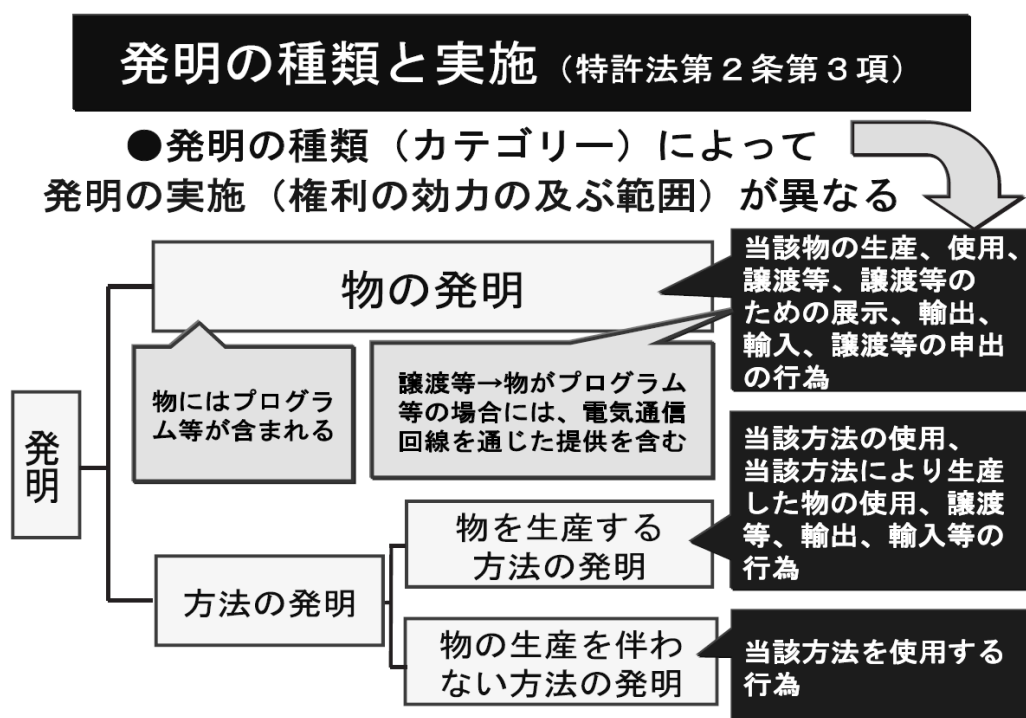 発明の種類と実施（特許法第２条第３項）
●発明の種類（カテゴリー）によって
発明の実施（権利の効力の及ぶ範囲）が異なる
物の発明
当該物の生産、使用、
譲渡等、譲渡等の
ための展示、輸出、
輸入、譲渡等の申出
の行為
物にはプログラ
ム等が含まれる
譲渡等→物がプログラム
等の場合には、電気通信
回線を通じた提供を含む
発明
物を生産する
方法の発明
当該方法の使用、
当該方法により生産
した物の使用、譲渡
等、輸出、輸入等の
行為
方法の発明
物の生産を伴わ
ない方法の発明
当該方法を使用する
行為